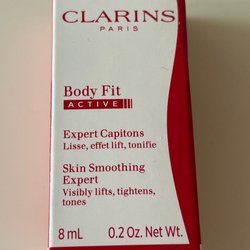 CLARINS
PARIS
Body Fit
ACTIVE
Expert Capitons
Lisse, effet lift, tonifie
Skin Smoothing
Expert
Visibly lifts, tightens,
tones
8 mL 0.2 Oz. Net Wt.